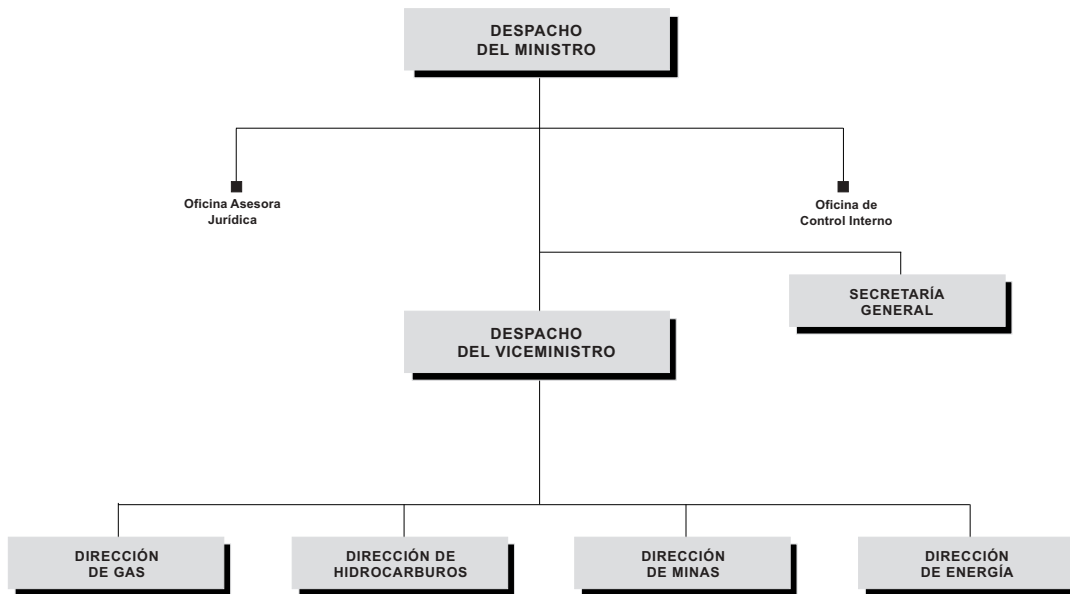 DESPACHO
DEL MINISTRO
Oficina Asesora
Jurídica
Oficina de
Control Interno
SECRETARÍA
GENERAL
DESPACHO
DEL VICEMINISTRO
DIRECCIÓN
DE GAS
DIRECCIÓN DE
HIDROCARBUROS
DIRECCIÓN
DE MINAS
DIRECCIÓN
DE ENERGÍA